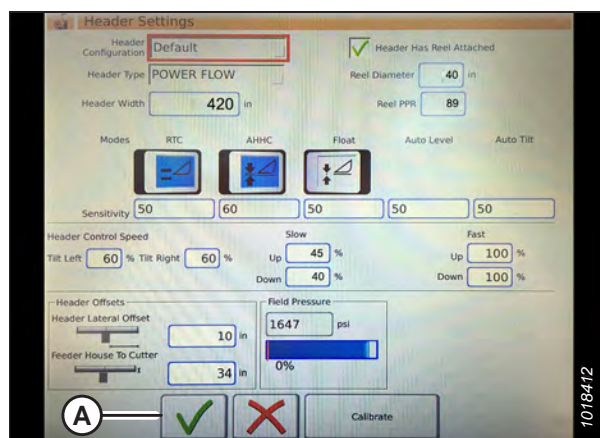 Header Settings
Header Configuration Default
Header Has Reel Attached
Header Type POWER FLOW
Reel Diameter 40 in
Header Width 420 in
Reel PPR 89
Modes RTC AHHC Float Auto Level Auto Tilt
Sensitivity 50 60 50 50 50
Header Control Speed Slow Fast
Tilt Left 60 % Tilt Right 60 % Up 45 % Up 100 %
Down 40 % Down 100 %
Header Offsets Field Pressure
Header Lateral Offset
10 in
1647 psi
Feeder House To Cutter
34 in
0%
A
Calibrate
1018412